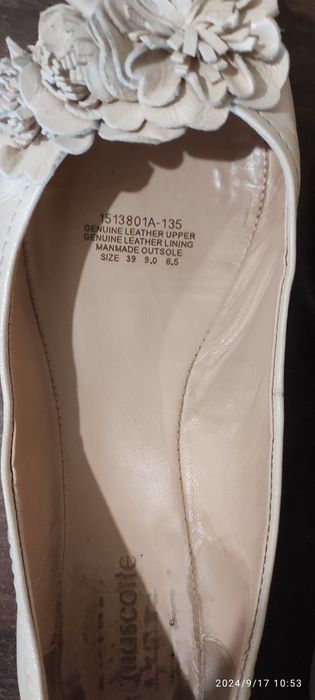 1513801A-135
GENUINE LEATHER UPPER
GENUINE LEATHER LINING
MANMADE OUTSOLE
SIZE 39 9.0 6.5
mascotte
2024/9/17 10:53